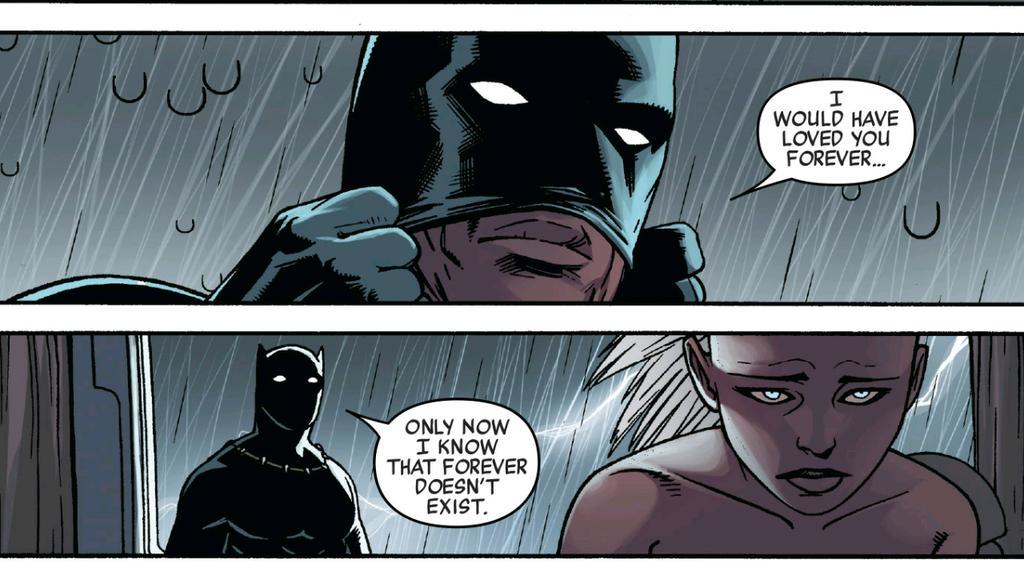 I
WOULD HAVE
LOVED YOU
FOREVER...
ONLY NOW
I KNOW
THAT FOREVER
DOESN'T
EXIST.